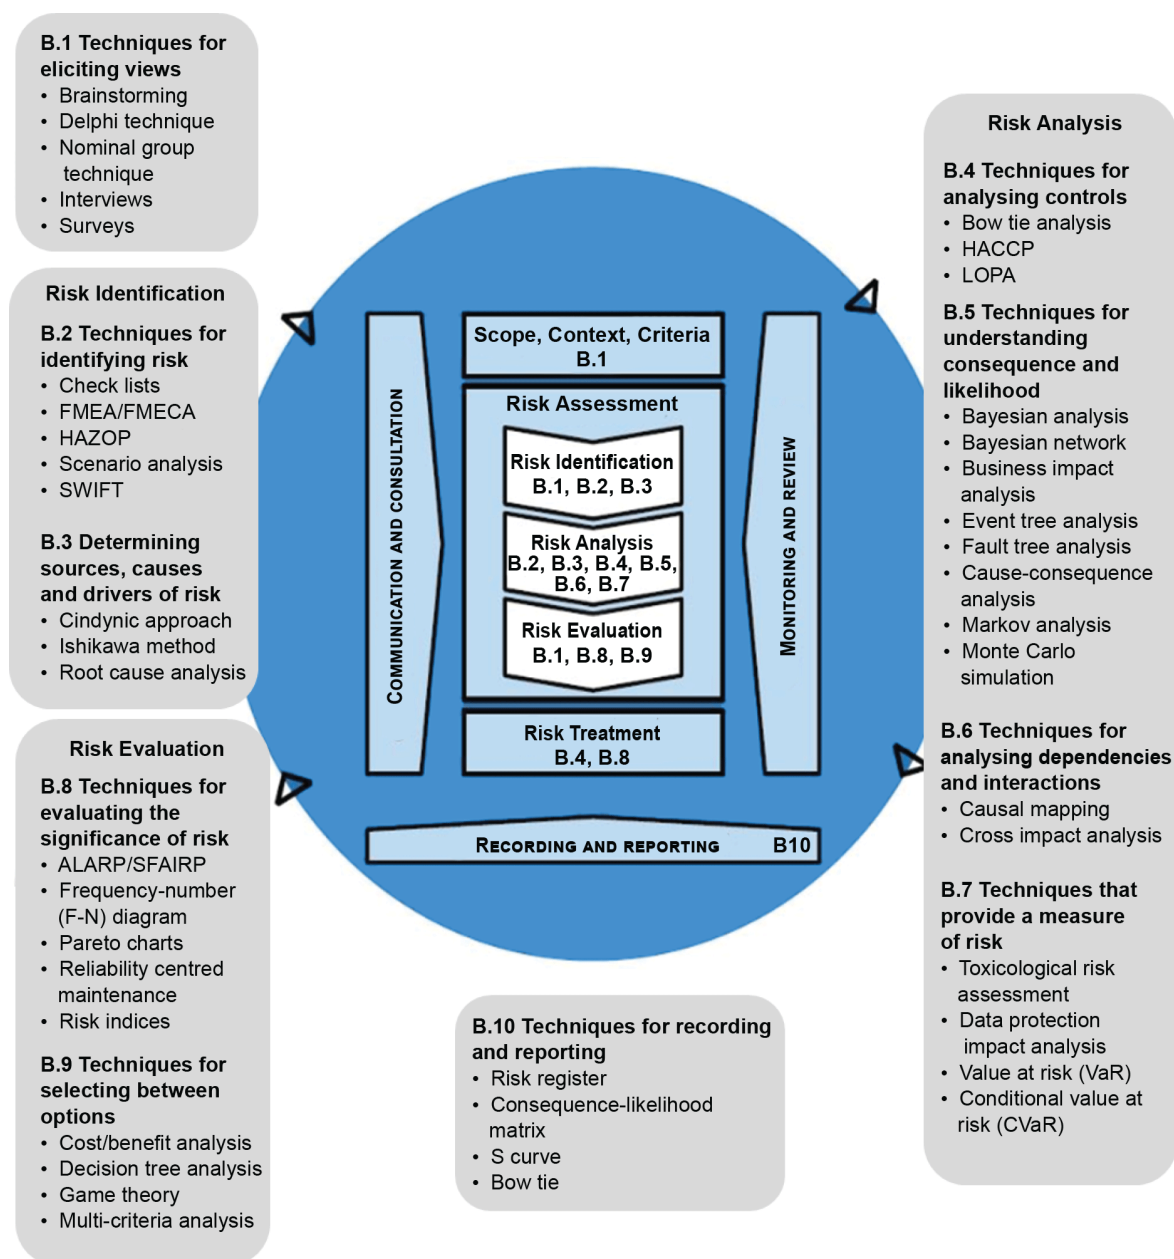 B.1 Techniques for
eliciting views
• Brainstorming
• Delphi technique
• Nominal group
technique
• Interviews
• Surveys
Risk Identification
B.2 Techniques for
identifying risk
• Check lists
• FMEA/FMECA
• HAZOP
• Scenario analysis
• SWIFT
B.3 Determining
sources, causes
and drivers of risk
• Cindynic approach
• Ishikawa method
• Root cause analysis
Risk Evaluation
B.8 Techniques for
evaluating the
significance of risk
• ALARP/SFAIRP
• Frequency-number
(F-N) diagram
• Pareto charts
• Reliability centred
maintenance
• Risk indices
B.9 Techniques for
selecting between
options
• Cost/benefit analysis
• Decision tree analysis
• Game theory
• Multi-criteria analysis
COMMUNICATION AND CONSULTATION
Scope, Context, Criteria
B.1
Risk Assessment
Risk Identification
B.1, B.2, B.3
Risk Analysis
B.2, B.3, B.4, B.5,
B.6, B.7
Risk Evaluation
B.1, B.8, B.9
Risk Treatment
B.4, B.8
MONITORING AND REVIEW
RECORDING AND REPORTING B10
B.10 Techniques for recording
and reporting
• Risk register
• Consequence-likelihood
matrix
• S curve
• Bow tie
Risk Analysis
B.4 Techniques for
analysing controls
• Bow tie analysis
• HACCP
• LOPA
B.5 Techniques for
understanding
consequence and
likelihood
• Bayesian analysis
• Bayesian network
• Business impact
analysis
• Event tree analysis
• Fault tree analysis
• Cause-consequence
analysis
• Markov analysis
• Monte Carlo
simulation
B.6 Techniques for
analysing dependencies
and interactions
• Causal mapping
• Cross impact analysis
B.7 Techniques that
provide a measure
of risk
• Toxicological risk
assessment
• Data protection
impact analysis
• Value at risk (VaR)
• Conditional value at
risk (CVaR)